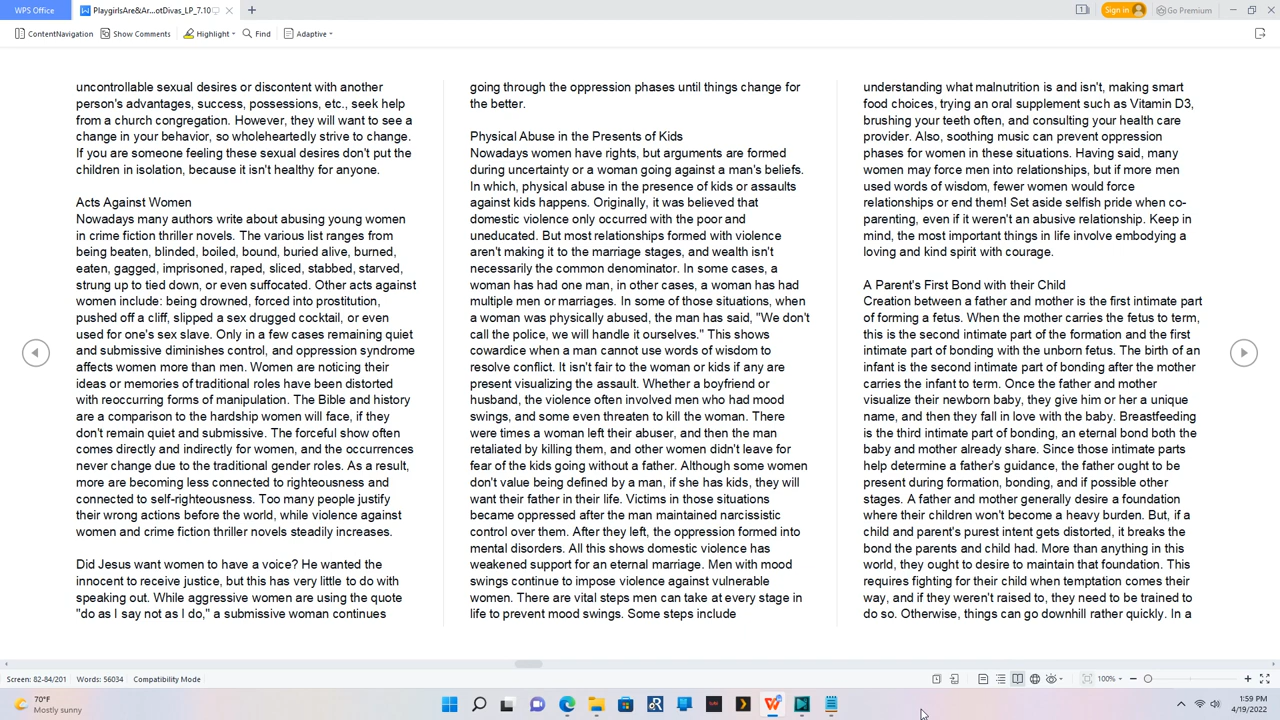 WPS Office
PlaygirlsAre&Ar...otDivas_LP_7.10
Sign in
Go Premium
ContentNavigation
Show Comments
Highlight
Find
Adaptive
uncontrollable sexual desires or discontent with another
person's advantages, success, possessions, etc., seek help
from a church congregation. However, they will want to see a
change in your behavior, so wholeheartedly strive to change.
If you are someone feeling these sexual desires don't put the
children in isolation, because it isn't healthy for anyone.
Acts Against Women
Nowadays many authors write about abusing young women
in crime fiction thriller novels. The various list ranges from
being beaten, blinded, boiled, bound, buried alive, burned,
eaten, gagged, imprisoned, raped, sliced, stabbed, starved,
strung up to tied down, or even suffocated. Other acts against
women include: being drowned, forced into prostitution,
pushed off a cliff, slipped a sex drugged cocktail, or even
used for one's sex slave. Only in a few cases remaining quiet
and submissive diminishes control, and oppression syndrome
affects women more than men. Women are noticing their
ideas or memories of traditional roles have been distorted
with reoccurring forms of manipulation. The Bible and history
are a comparison to the hardship women will face, if they
don't remain quiet and submissive. The forceful show often
comes directly and indirectly for women, and the occurrences
never change due to the traditional gender roles. As a result,
more are becoming less connected to righteousness and
connected to self-righteousness. Too many people justify
their wrong actions before the world, while violence against
women and crime fiction thriller novels steadily increases.
Did Jesus want women to have a voice? He wanted the
innocent to receive justice, but this has very little to do with
speaking out. While aggressive women are using the quote
"do as I say not as I do," a submissive woman continues
going through the oppression phases until things change for
the better.
Physical Abuse in the Presents of Kids
Nowadays women have rights, but arguments are formed
during uncertainty or a woman going against a man's beliefs.
In which, physical abuse in the presence of kids or assaults
against kids happens. Originally, it was believed that
domestic violence only occurred with the poor and
uneducated. But most relationships formed with violence
aren't making it to the marriage stages, and wealth isn't
necessarily the common denominator. In some cases, a
woman has had one man, in other cases, a woman has had
multiple men or marriages. In some of those situations, when
a woman was physically abused, the man has said, "We don't
call the police, we will handle it ourselves." This shows
cowardice when a man cannot use words of wisdom to
resolve conflict. It isn't fair to the woman or kids if any are
present visualizing the assault. Whether a boyfriend or
husband, the violence often involved men who had mood
swings, and some even threaten to kill the woman. There
were times a woman left their abuser, and then the man
retaliated by killing them, and other women didn't leave for
fear of the kids going without a father. Although some women
don't value being defined by a man, if she has kids, they will
want their father in their life. Victims in those situations
became oppressed after the man maintained narcissistic
control over them. After they left, the oppression formed into
mental disorders. All this shows domestic violence has
weakened support for an eternal marriage. Men with mood
swings continue to impose violence against vulnerable
women. There are vital steps men can take at every stage in
life to prevent mood swings. Some steps include
understanding what malnutrition is and isn't, making smart
food choices, trying an oral supplement such as Vitamin D3,
brushing your teeth often, and consulting your health care
provider. Also, soothing music can prevent oppression
phases for women in these situations. Having said, many
women may force men into relationships, but if more men
used words of wisdom, fewer women would force
relationships or end them! Set aside selfish pride when co-
parenting, even if it weren't an abusive relationship. Keep in
mind, the most important things in life involve embodying a
loving and kind spirit with courage.
A Parent's First Bond with their Child
Creation between a father and mother is the first intimate part
of forming a fetus. When the mother carries the fetus to term,
this is the second intimate part of the formation and the first
intimate part of bonding with the unborn fetus. The birth of an
infant is the second intimate part of bonding after the mother
carries the infant to term. Once the father and mother
visualize their newborn baby, they give him or her a unique
name, and then they fall in love with the baby. Breastfeeding
is the third intimate part of bonding, an eternal bond both the
baby and mother already share. Since those intimate parts
help determine a father's guidance, the father ought to be
present during formation, bonding, and if possible other
stages. A father and mother generally desire a foundation
where their children won't become a heavy burden. But, if a
child and parent's purest intent gets distorted, it breaks the
bond the parents and child had. More than anything in this
world, they ought to desire to maintain that foundation. This
requires fighting for their child when temptation comes their
way, and if they weren't raised to, they need to be trained to
do so. Otherwise, things can go downhill rather quickly. In a
Screen: 82-84/201
Words: 56034
Compatibility Mode
100%
70°F
Mostly sunny
1:59 PM
4/19/2022